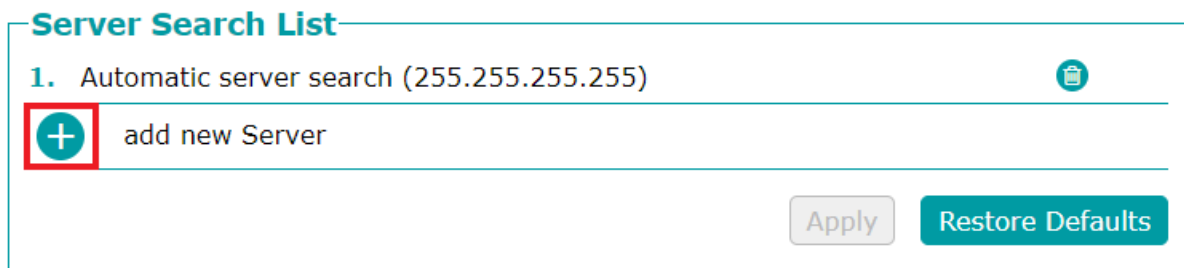 Server Search List
1. Automatic server search (255.255.255.255)
add new Server
Apply Restore Defaults